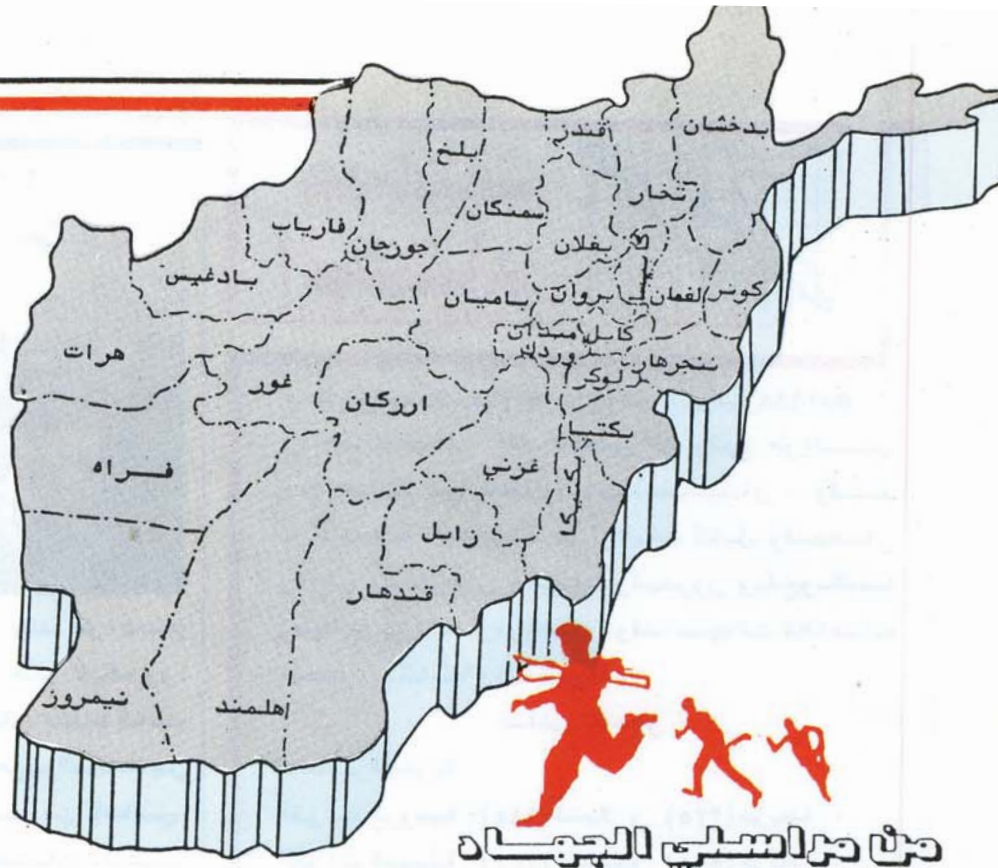 بدخشان
قندز
بلخ
تخار
سمنكان
فارياب
جوزجان
بغلان
بادغيس
كونر
لغمان
بروان
باميان
كابل
ميدان
وردك
ننجرهار
لوكر
هرات
غور
ارزكان
بكتيا
غزني
فراه
زابل
قندهار
نيمروز
هلمند
من مراسلي الجهاد